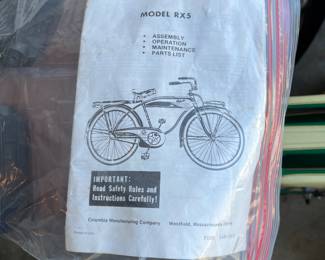 MODEL RX5
• ASSEMBLY
• OPERATION
• MAINTENANCE
• PARTS LIST
IMPORTANT:
Read Safety Rules and
Instructions Carefully!
Columbia Manufacturing Company Westfield, Massachusetts